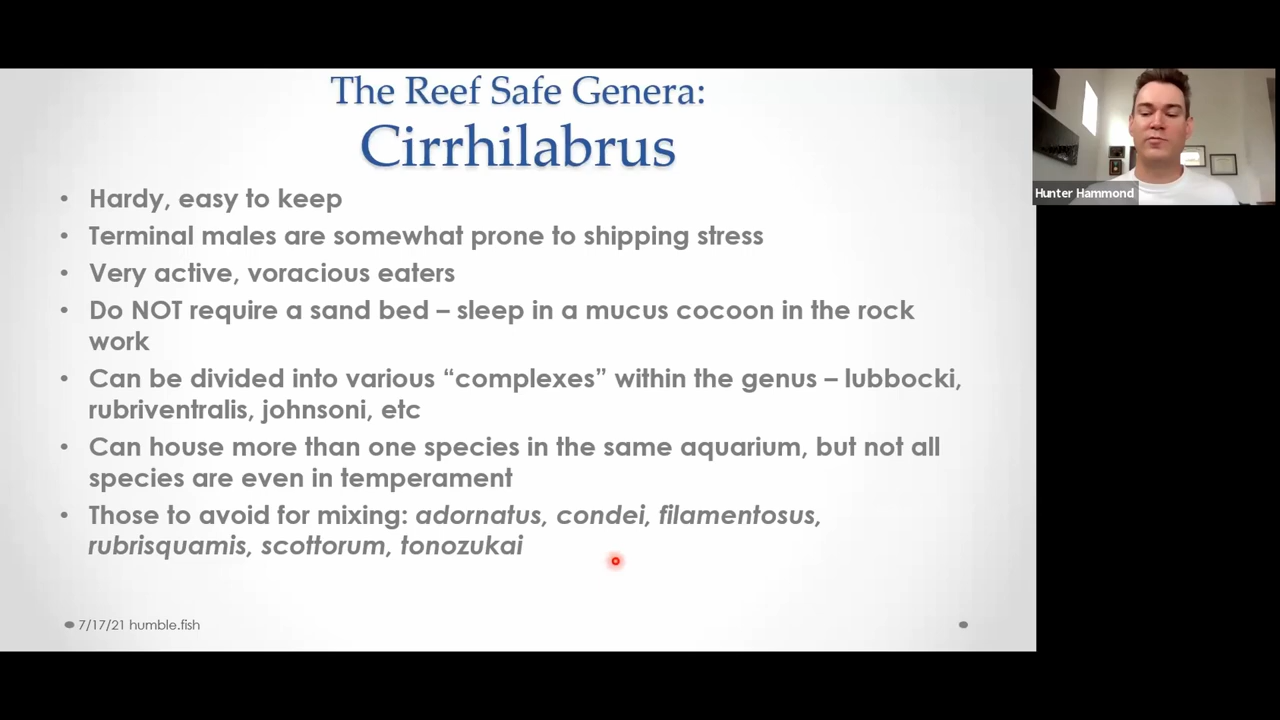 The Reef Safe Genera:
Cirrhilabrus
• Hardy, easy to keep
• Terminal males are somewhat prone to shipping stress
• Very active, voracious eaters
• Do NOT require a sand bed – sleep in a mucus cocoon in the rock
work
• Can be divided into various “complexes” within the genus – lubbocki,
rubriventralis, johnsoni, etc
• Can house more than one species in the same aquarium, but not all
species are even in temperament
• Those to avoid for mixing: adornatus, condei, filamentosus,
rubrisquamis, scottorum, tonozukai
7/17/21 humble.fish
Hunter Hammond